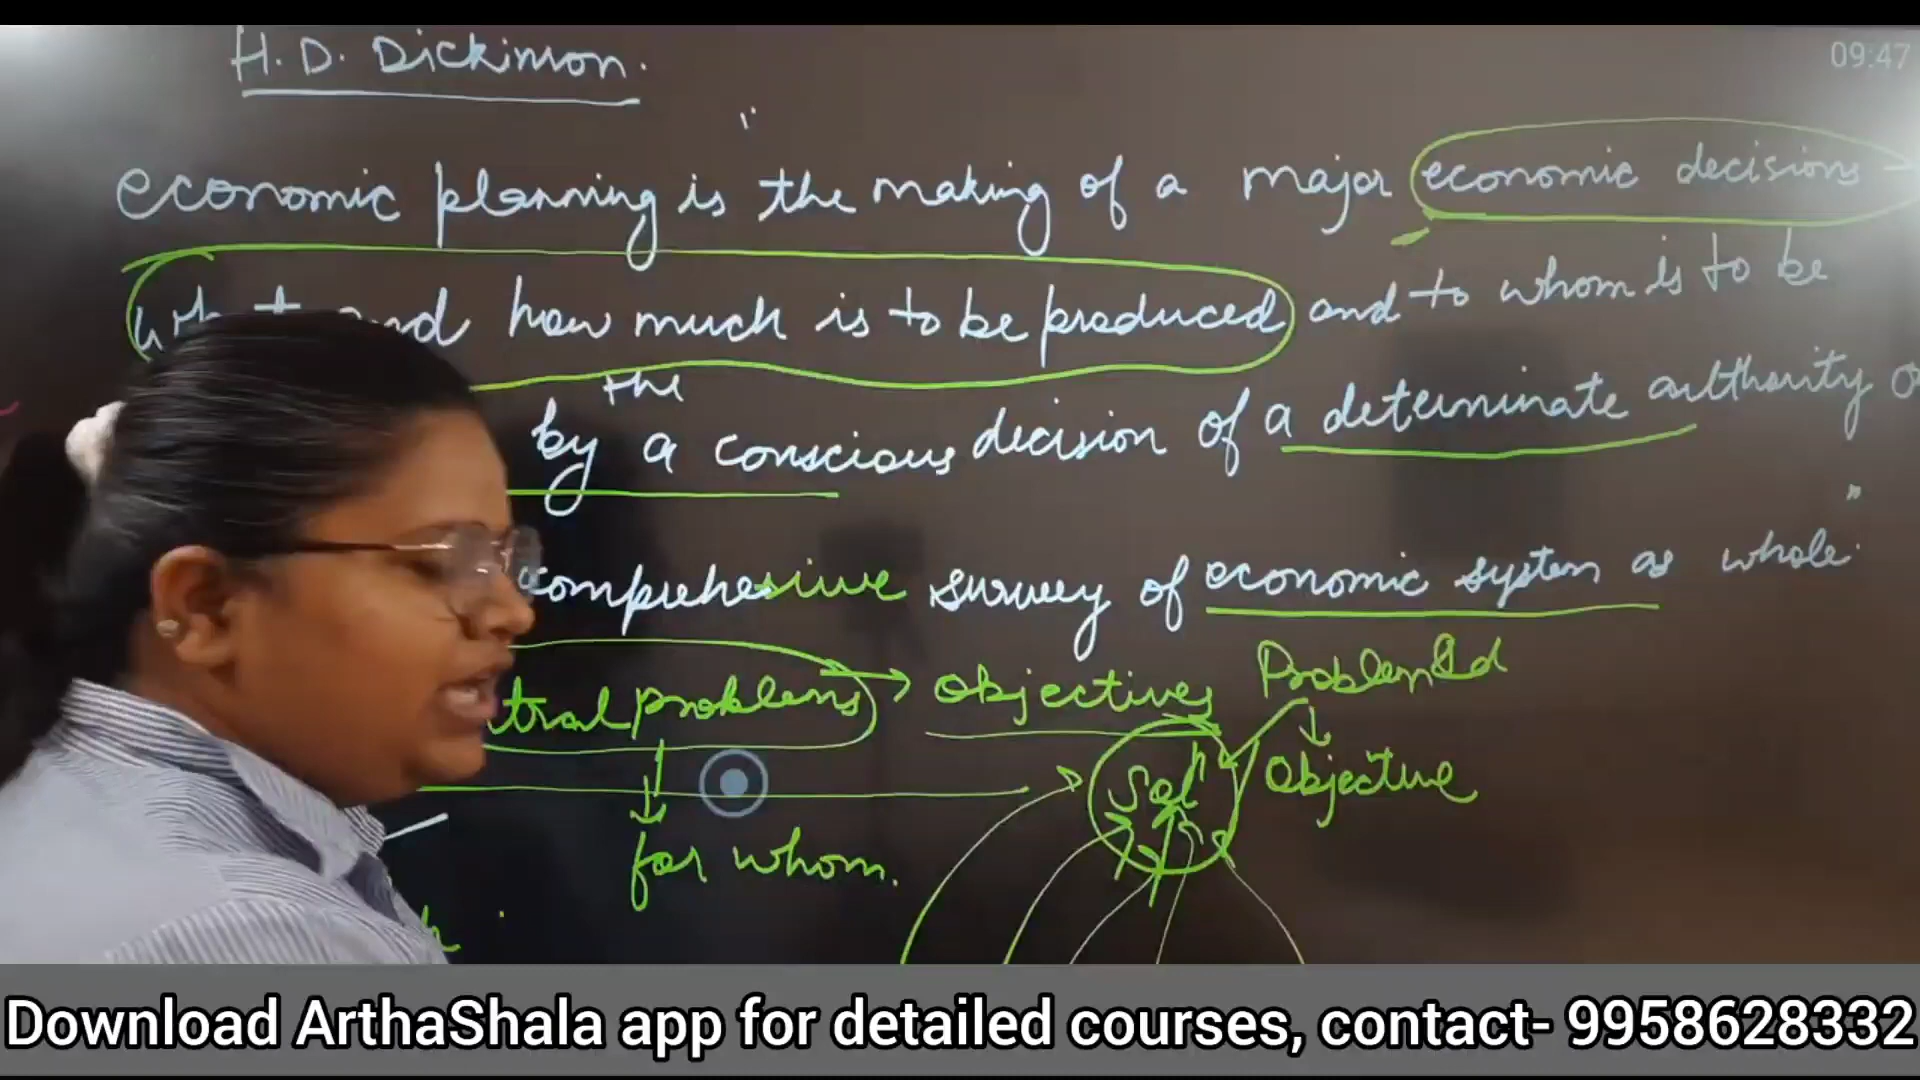 H. D. Dickinson.
09:47
economic planning is the making of a major economic decisions
and how much is to be produced and to whom is to be
by the a conscious decision of a determinate authority
comprehesive survey of economic system as whole."
tral problems → Objectives Problem
Sol Objective
for whom.
Download ArthaShala app for detailed courses, contact- 9958628332